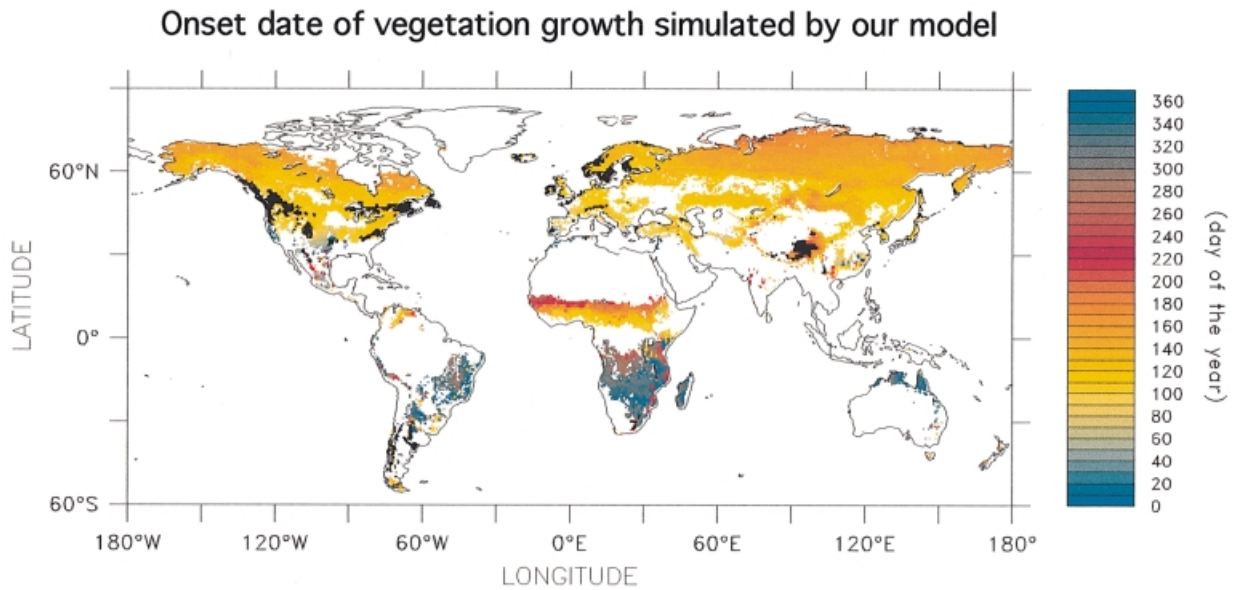 Onset date of vegetation growth simulated by our model
60°N
0°
60°S
LATITUDE
180°W 120°W 60°W 0°E 60°E 120°E 180°
LONGITUDE
360
340
320
300
280
260
240
220
200
180
160
140
120
100
80
60
40
20
0
(day of the year)